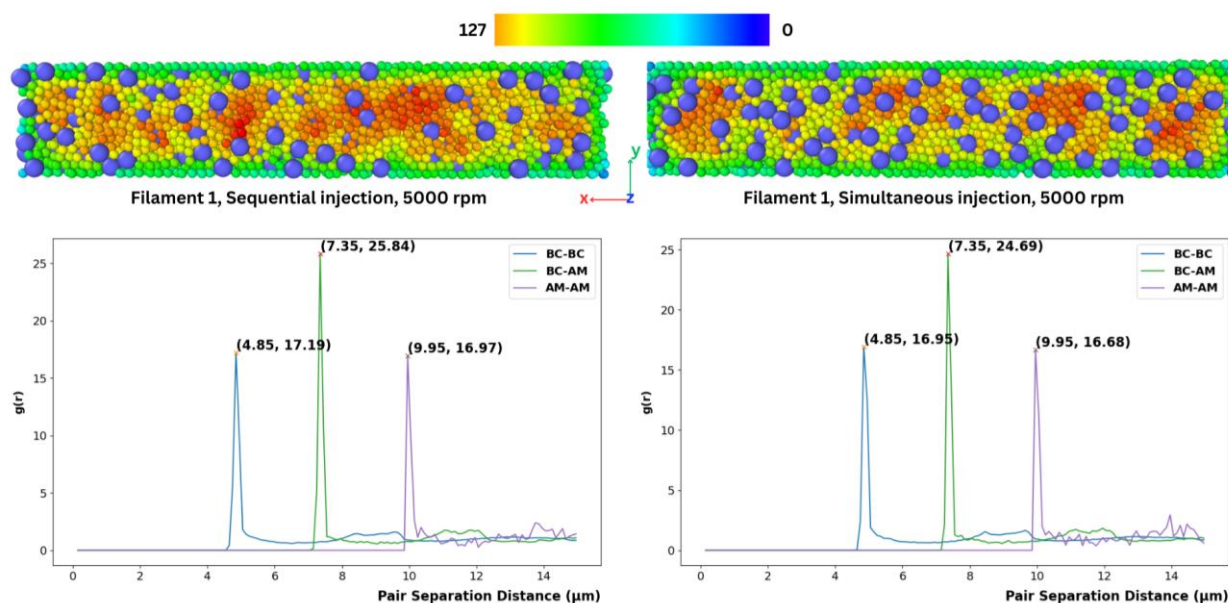 127 0
y
x z
Filament 1, Sequential injection, 5000 rpm
Filament 1, Simultaneous injection, 5000 rpm
(7.35, 25.84)
(4.85, 17.19)
(9.95, 16.97)
BC-BC
BC-AM
AM-AM
g(r)
25
20
15
10
5
0
0 2 4 6 8 10 12 14
Pair Separation Distance (μm)
(7.35, 24.69)
(4.85, 16.95)
(9.95, 16.68)
BC-BC
BC-AM
AM-AM
g(r)
25
20
15
10
5
0
0 2 4 6 8 10 12 14
Pair Separation Distance (μm)